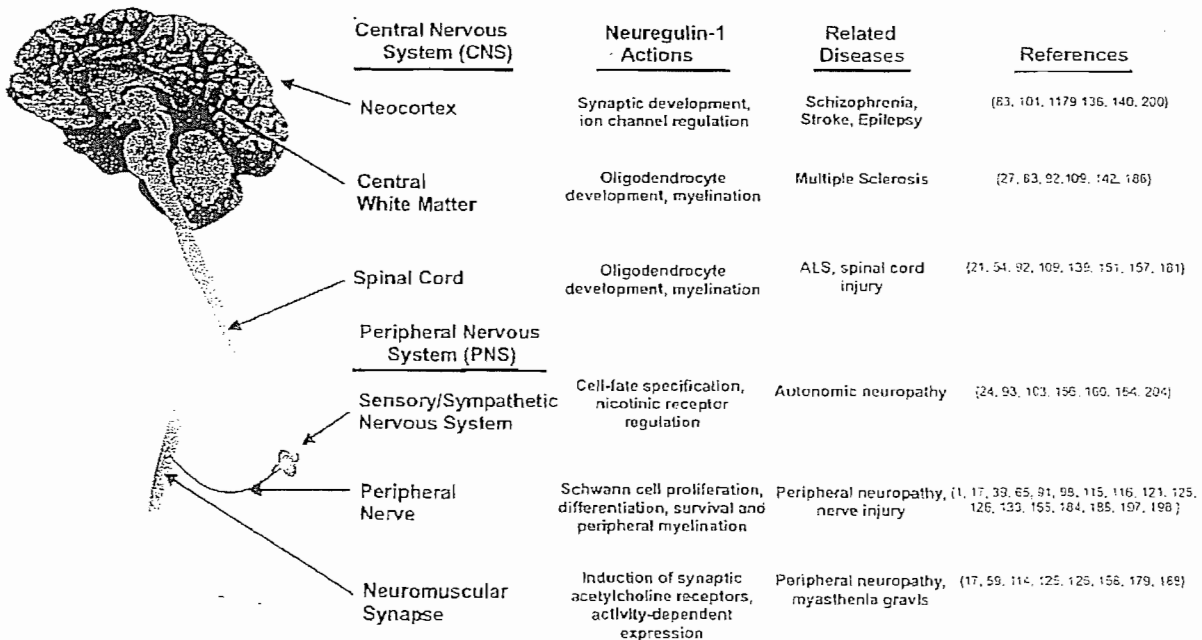 Central Nervous System (CNS)
Neuregulin-1 Actions
Related Diseases
References
Neocortex
Synaptic development,
ion channel regulation
Schizophrenia,
Stroke, Epilepsy
Central
White Matter
Oligodendrocyte
development, myelination
Multiple Sclerosis
Spinal Cord
Oligodendrocyte
development, myelination
ALS, spinal cord
injury
Peripheral Nervous
System (PNS)
Sensory/Sympathetic
Nervous System
Cell-fate specification,
nicotinic receptor
regulation
Autonomic neuropathy
Peripheral
Nerve
Schwann cell proliferation,
differentiation, survival and
peripheral myelination
Peripheral neuropathy,
nerve injury
Neuromuscular
Synapse
Induction of synaptic
acetylcholine receptors,
activity-dependent
expression
Peripheral neuropathy,
myasthenia gravis